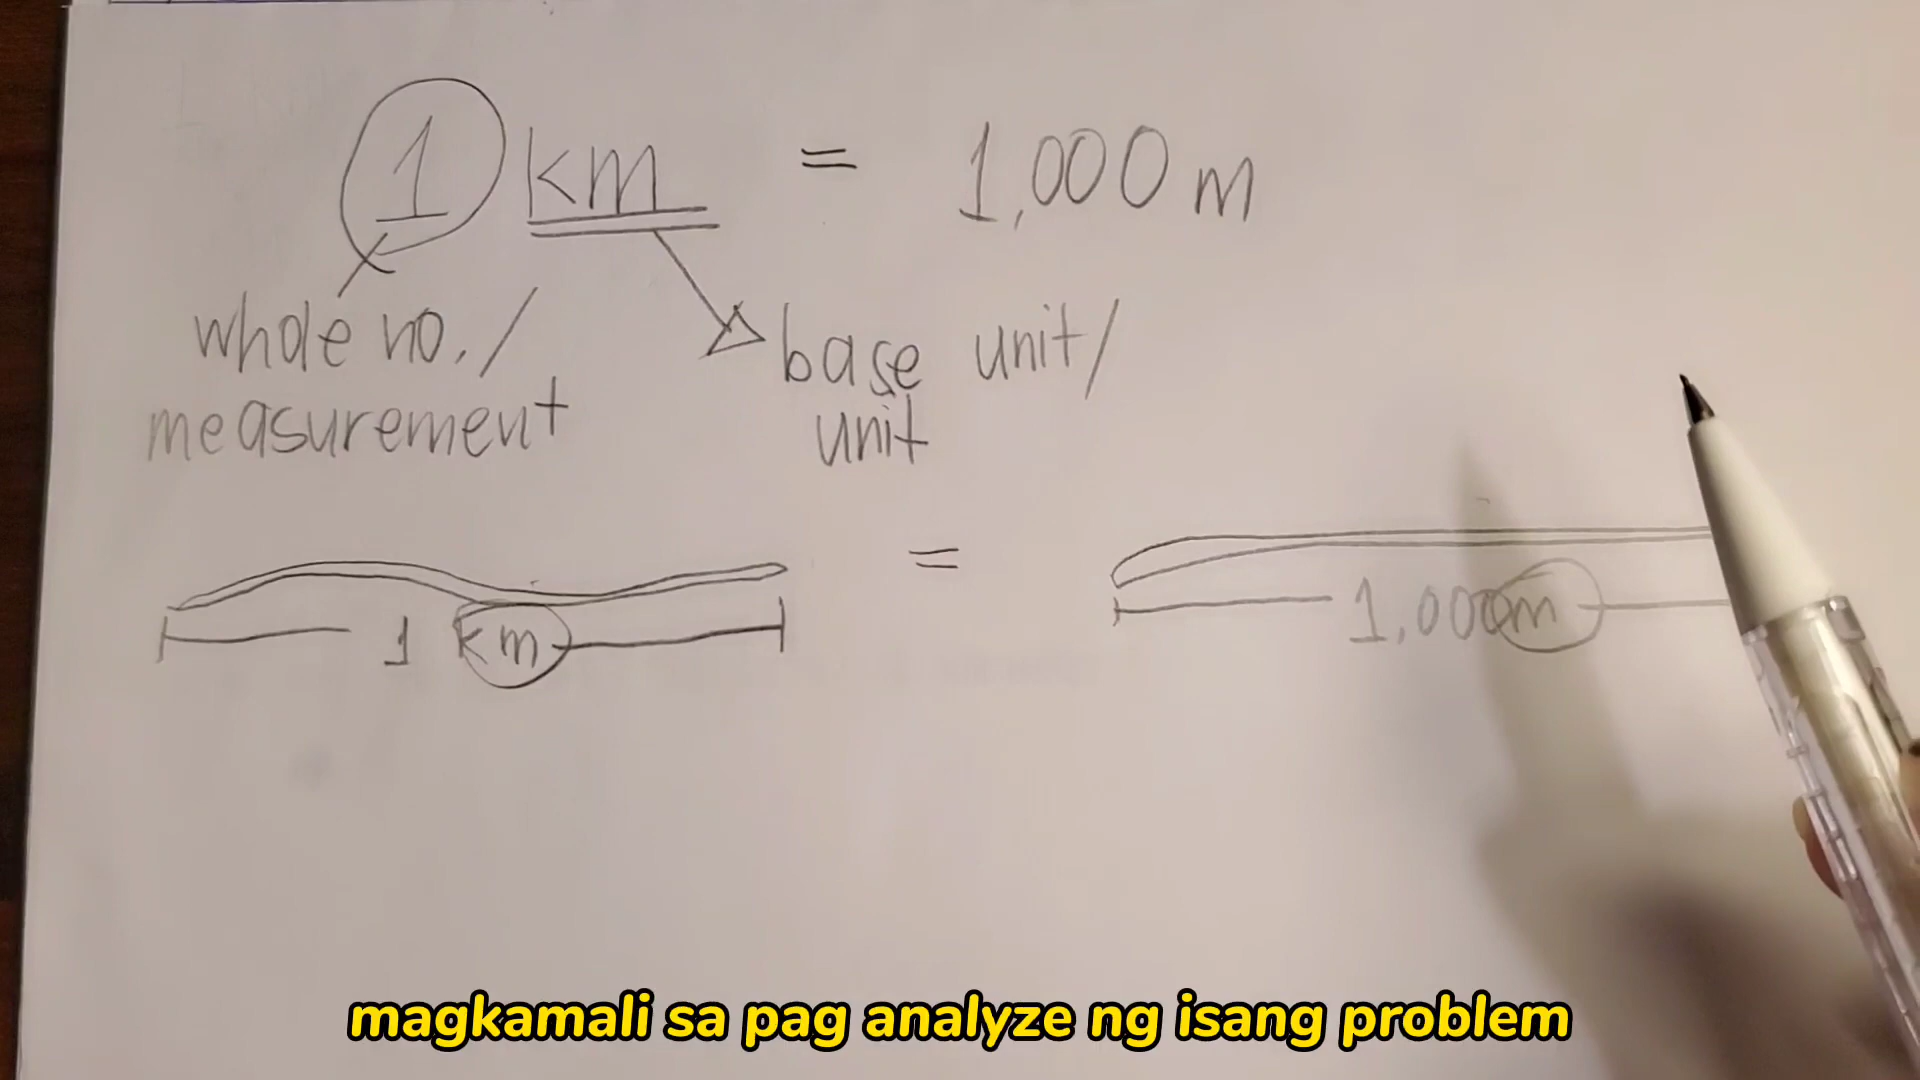 1 km = 1,000 m
whole no./
measurement
base unit/
unit
1 km = 1,000m
magkamali sa pag analyze ng isang problem